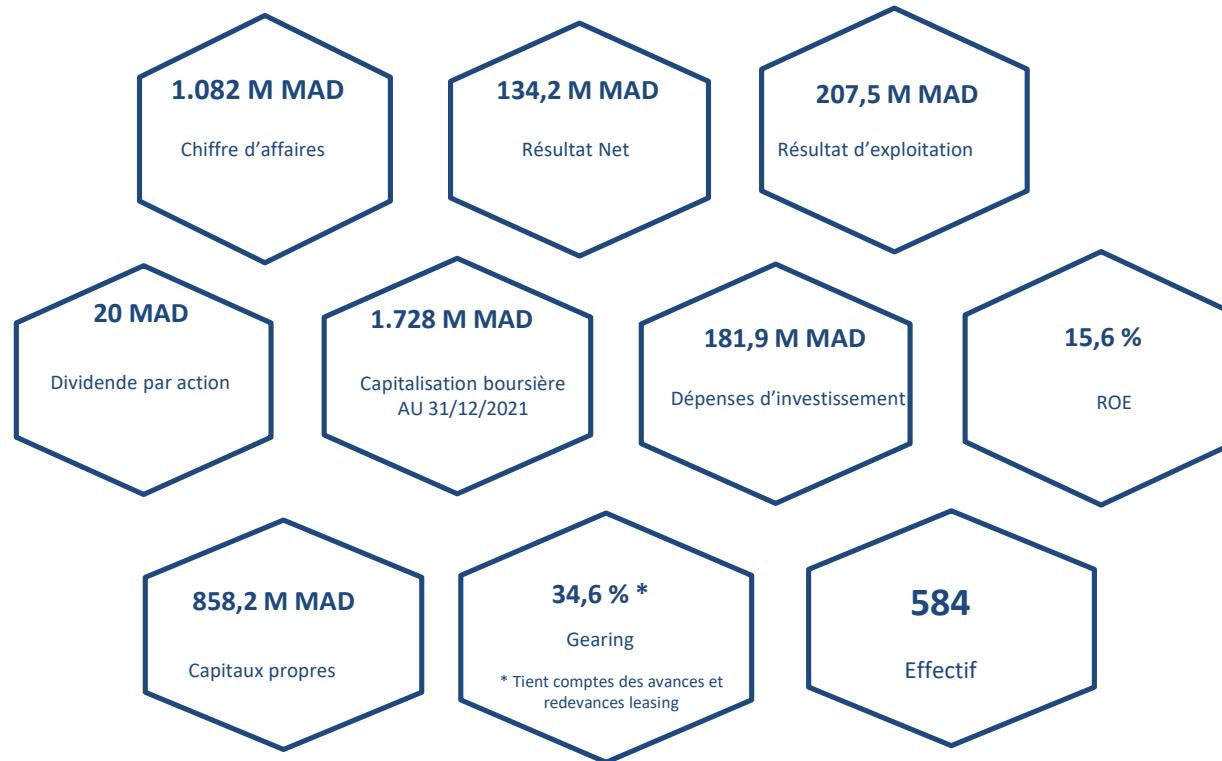 1.082 M MAD
Chiffre d’affaires
134,2 M MAD
Résultat Net
207,5 M MAD
Résultat d’exploitation
20 MAD
Dividende par action
1.728 M MAD
Capitalisation boursière
AU 31/12/2021
181,9 M MAD
Dépenses d’investissement
15,6 %
ROE
858,2 M MAD
Capitaux propres
34,6 % *
Gearing
* Tient comptes des avances et
redevances leasing
584
Effectif